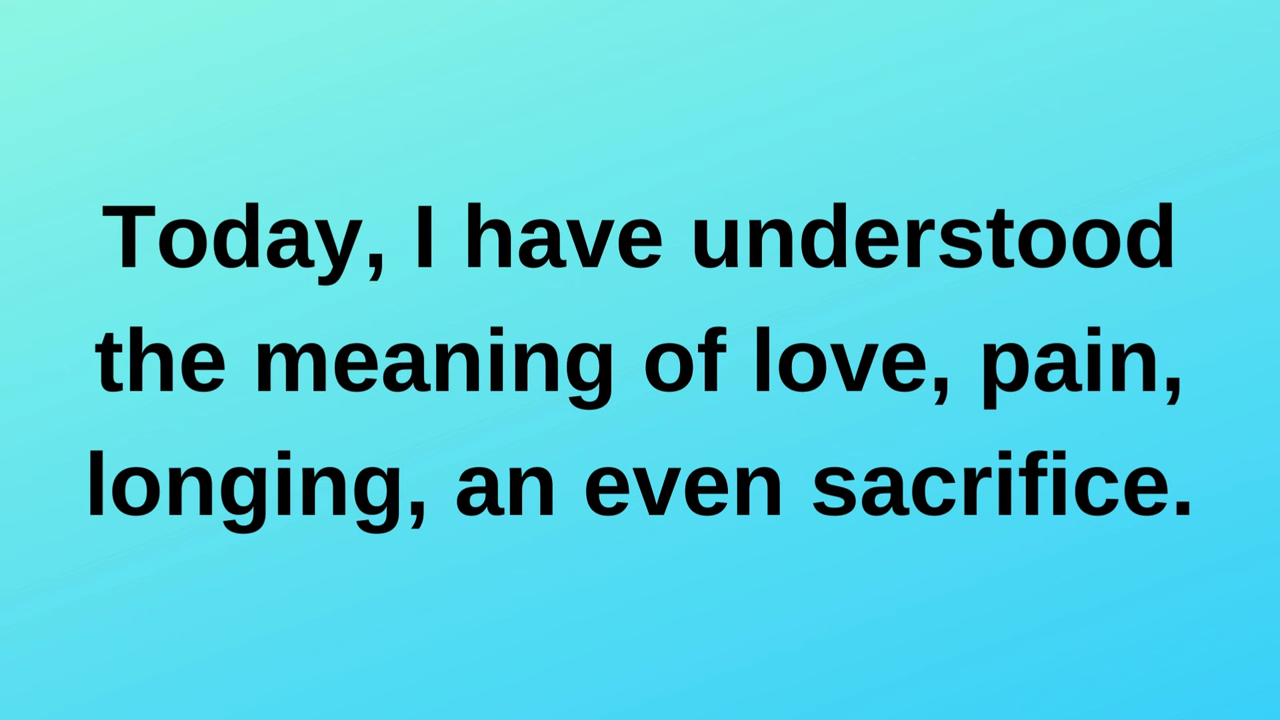 Today, I have understood
the meaning of love, pain,
longing, an even sacrifice.